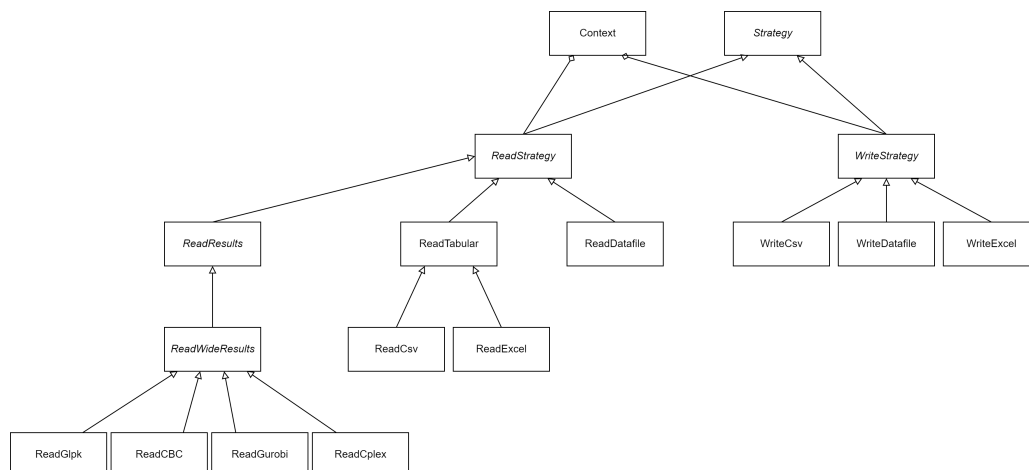 Context
Strategy
ReadStrategy
WriteStrategy
ReadResults
ReadTabular
ReadDatafile
WriteCsv
WriteDatafile
WriteExcel
ReadWideResults
ReadCsv
ReadExcel
ReadGlpk
ReadCBC
ReadGurobi
ReadCplex